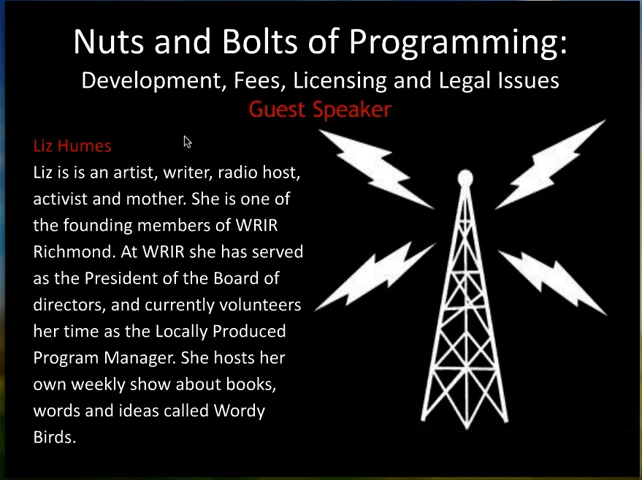 Nuts and Bolts of Programming:
Development, Fees, Licensing and Legal Issues
Guest Speaker
Liz Humes
Liz is is an artist, writer, radio host,
activist and mother. She is one of
the founding members of WRIR
Richmond. At WRIR she has served
as the President of the Board of
directors, and currently volunteers
her time as the Locally Produced
Program Manager. She hosts her
own weekly show about books,
words and ideas called Wordy
Birds.